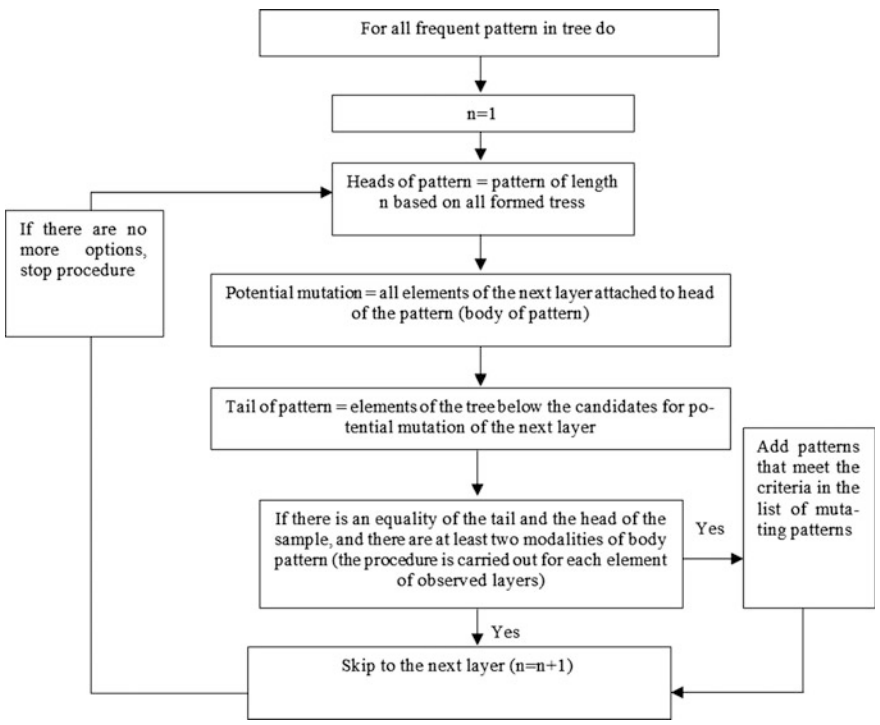 For all frequent pattern in tree do
n=1
Heads of pattern = pattern of length
n based on all formed tress
If there are no
more options,
stop procedure
Potential mutation = all elements of the next layer attached to head
of the pattern (body of pattern)
Tail of pattern = elements of the tree below the candidates for po-
tential mutation of the next layer
Add patterns
that meet the
criteria in the
list of muta-
ting patterns
If there is an equality of the tail and the head of the
sample, and there are at least two modalities of body
pattern (the procedure is carried out for each element
of observed layers)
Yes
Yes
Skip to the next layer (n=n+1)